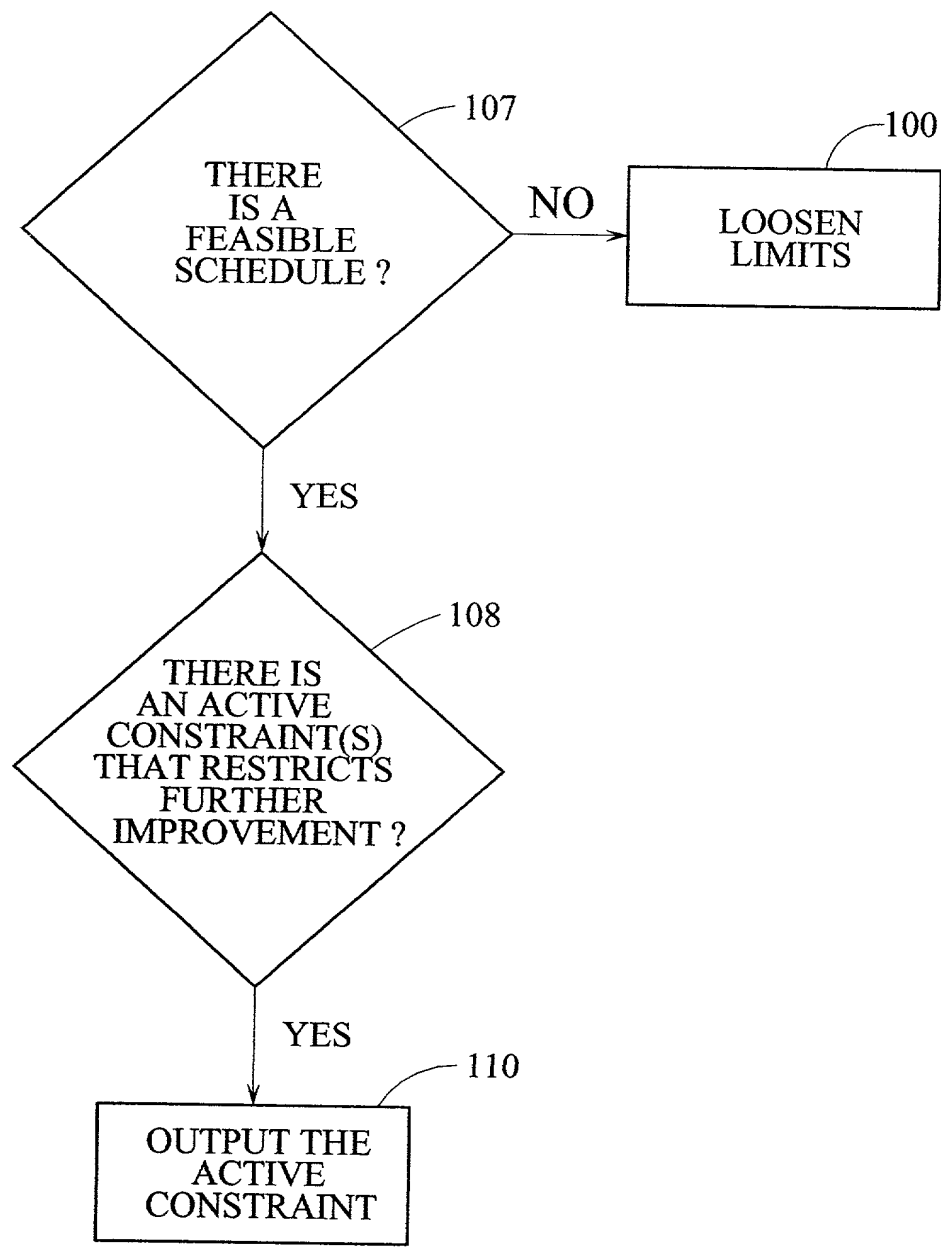 107
100
THERE
IS A
FEASIBLE
SCHEDULE ?
NO
LOOSEN
LIMITS
YES
108
THERE IS
AN ACTIVE
CONSTRAINT(S)
THAT RESTRICTS
FURTHER
IMPROVEMENT ?
YES
110
OUTPUT THE
ACTIVE
CONSTRAINT